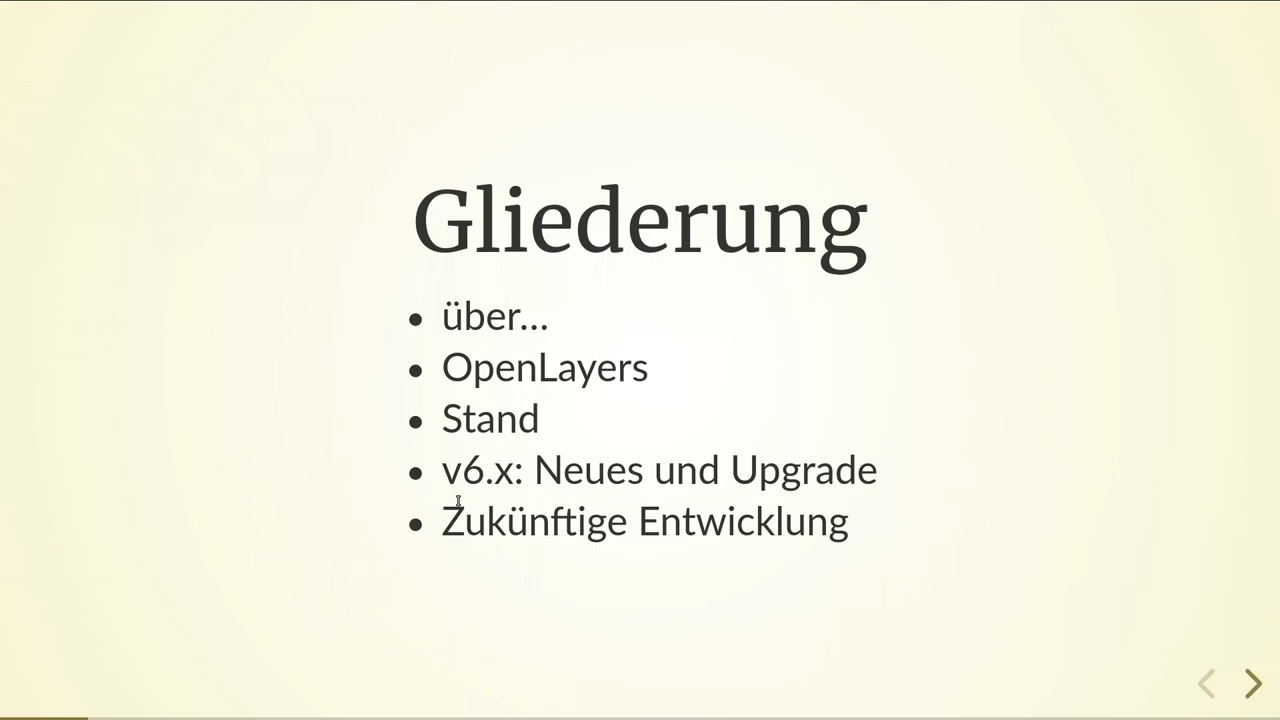 Gliederung
über...
OpenLayers
Stand
v6.x: Neues und Upgrade
Zukünftige Entwicklung